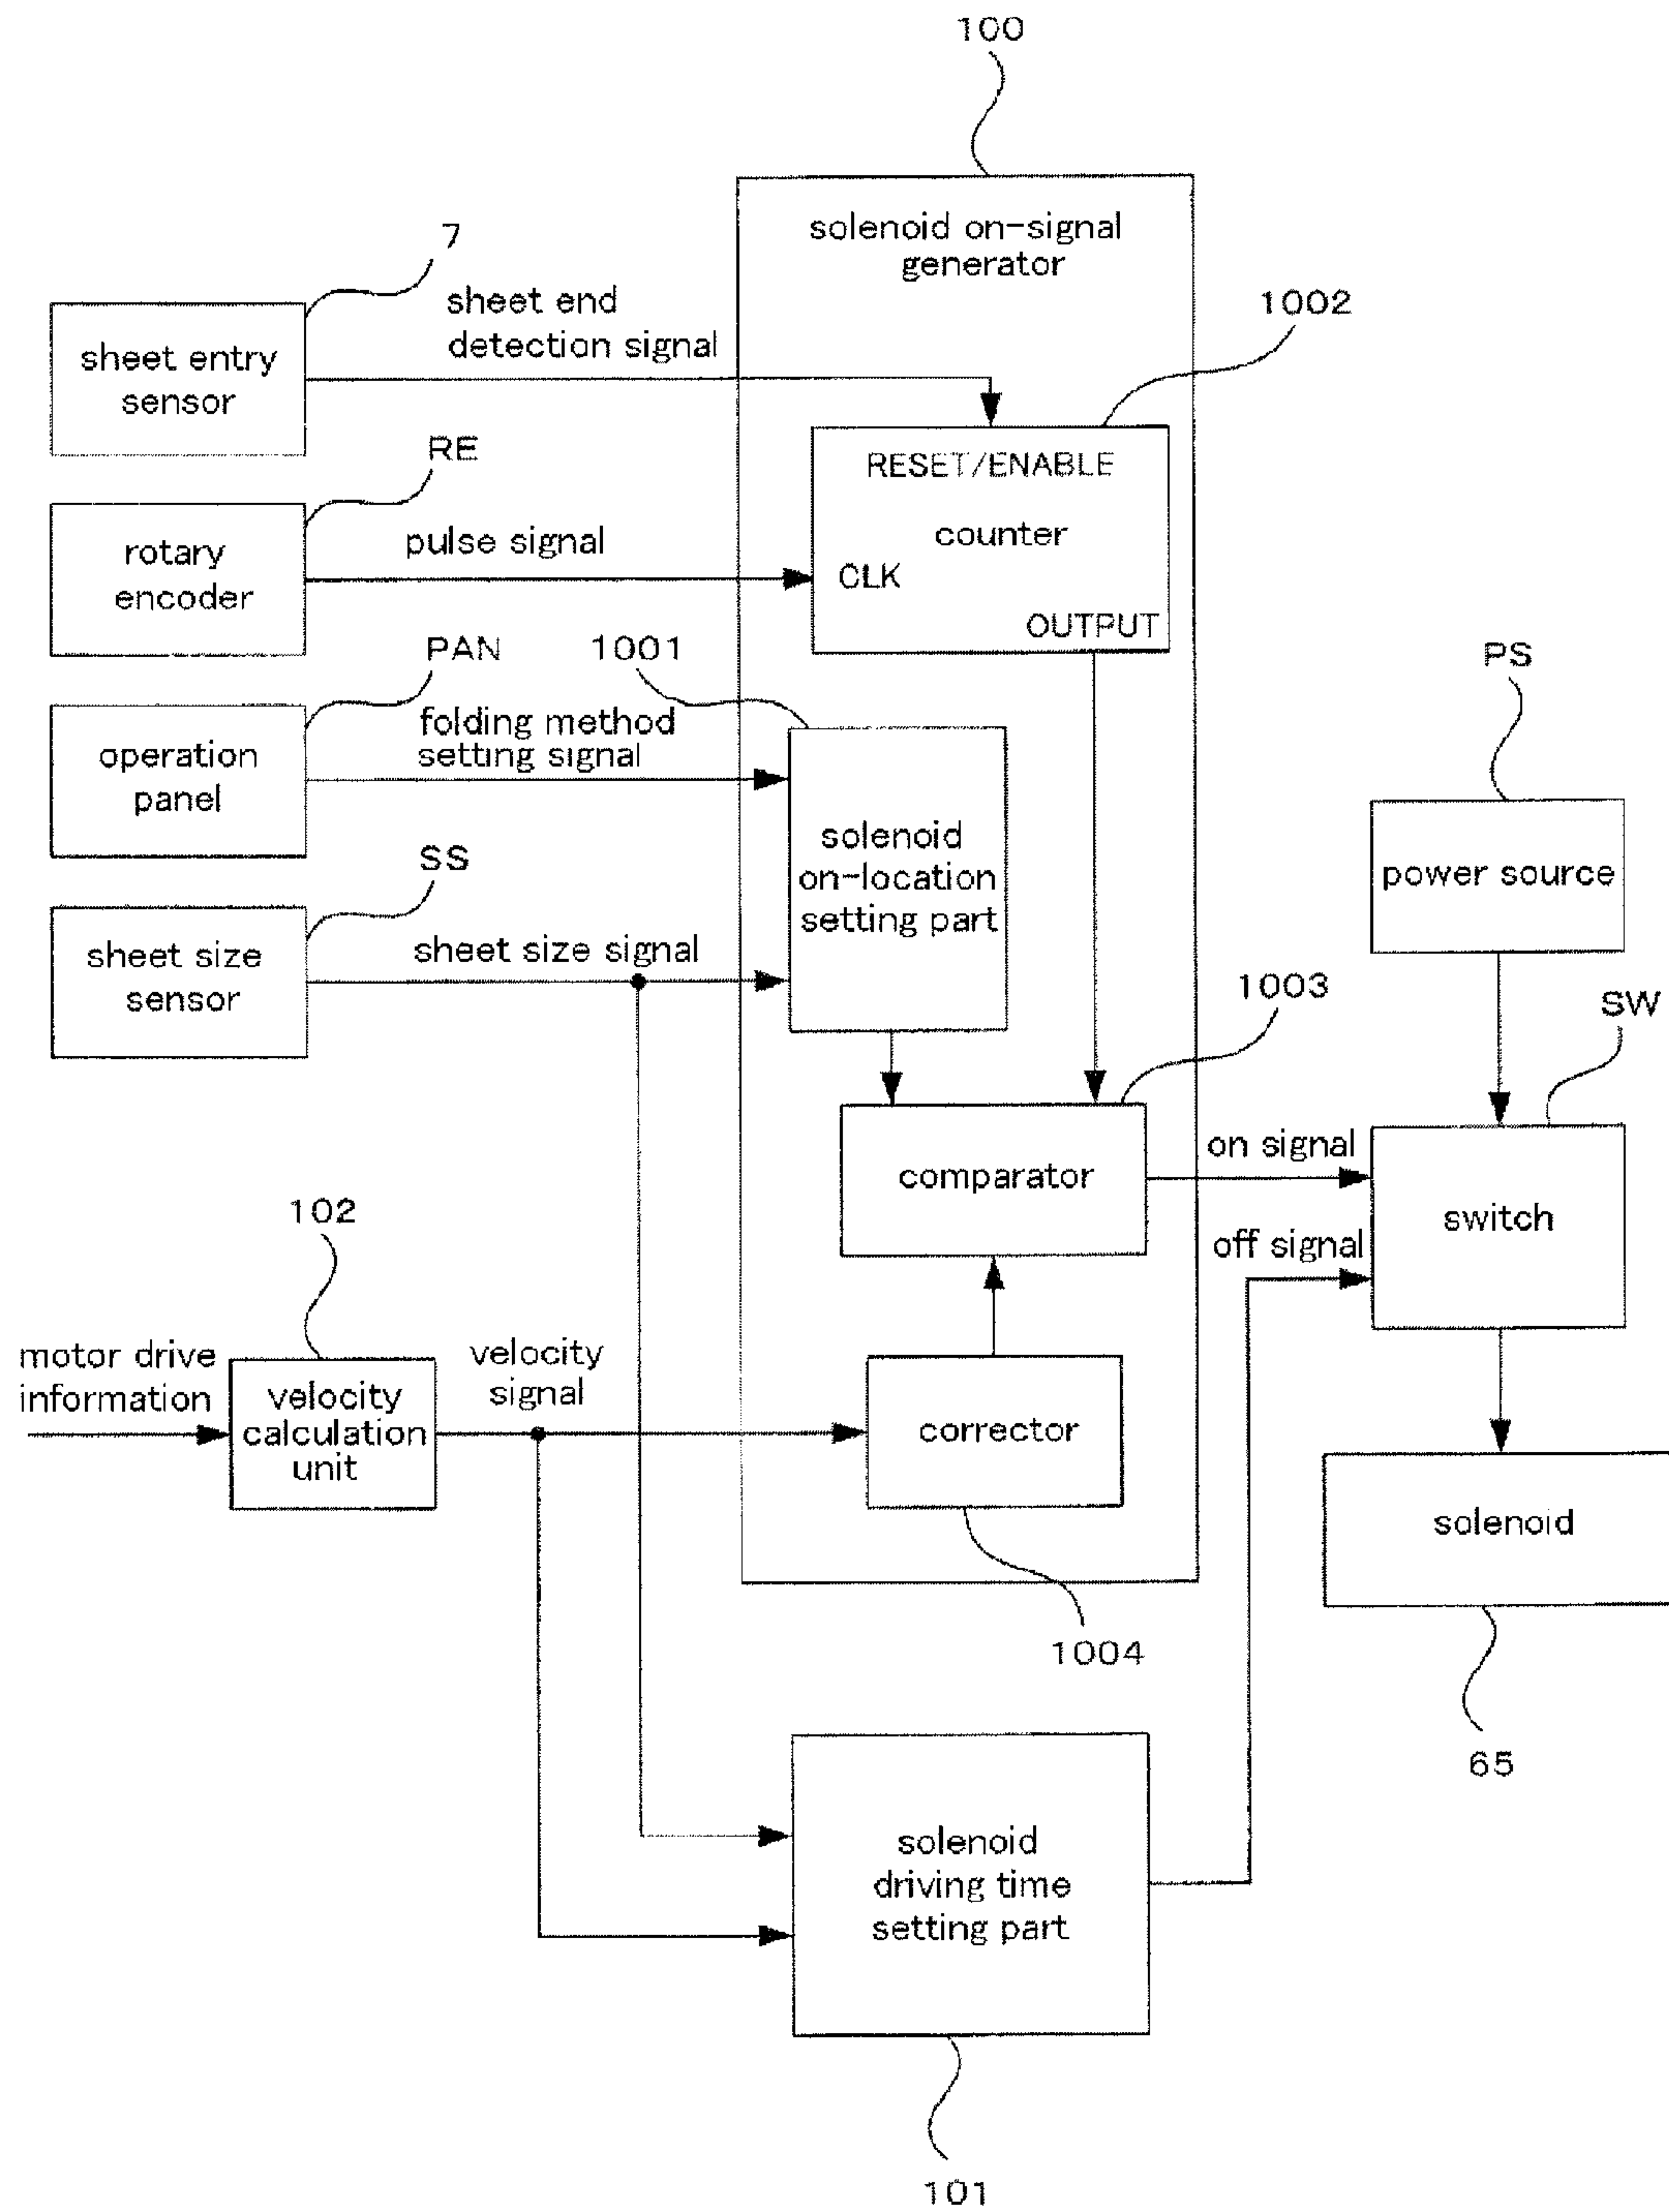 100
solenoid on-signal
generator
7
sheet end
detection signal
1002
sheet entry
sensor
RE
RESET/ENABLE
counter
CLK
OUTPUT
pulse signal
rotary
encoder
PAN
1001
PS
folding method
setting signal
operation
panel
solenoid
on-location
setting part
SS
power source
sheet size signal
sheet size
sensor
1003
SW
on signal
comparator
switch
off signal
102
motor drive
information
velocity
signal
velocity
calculation
unit
corrector
solenoid
1004
65
solenoid
driving time
setting part
101